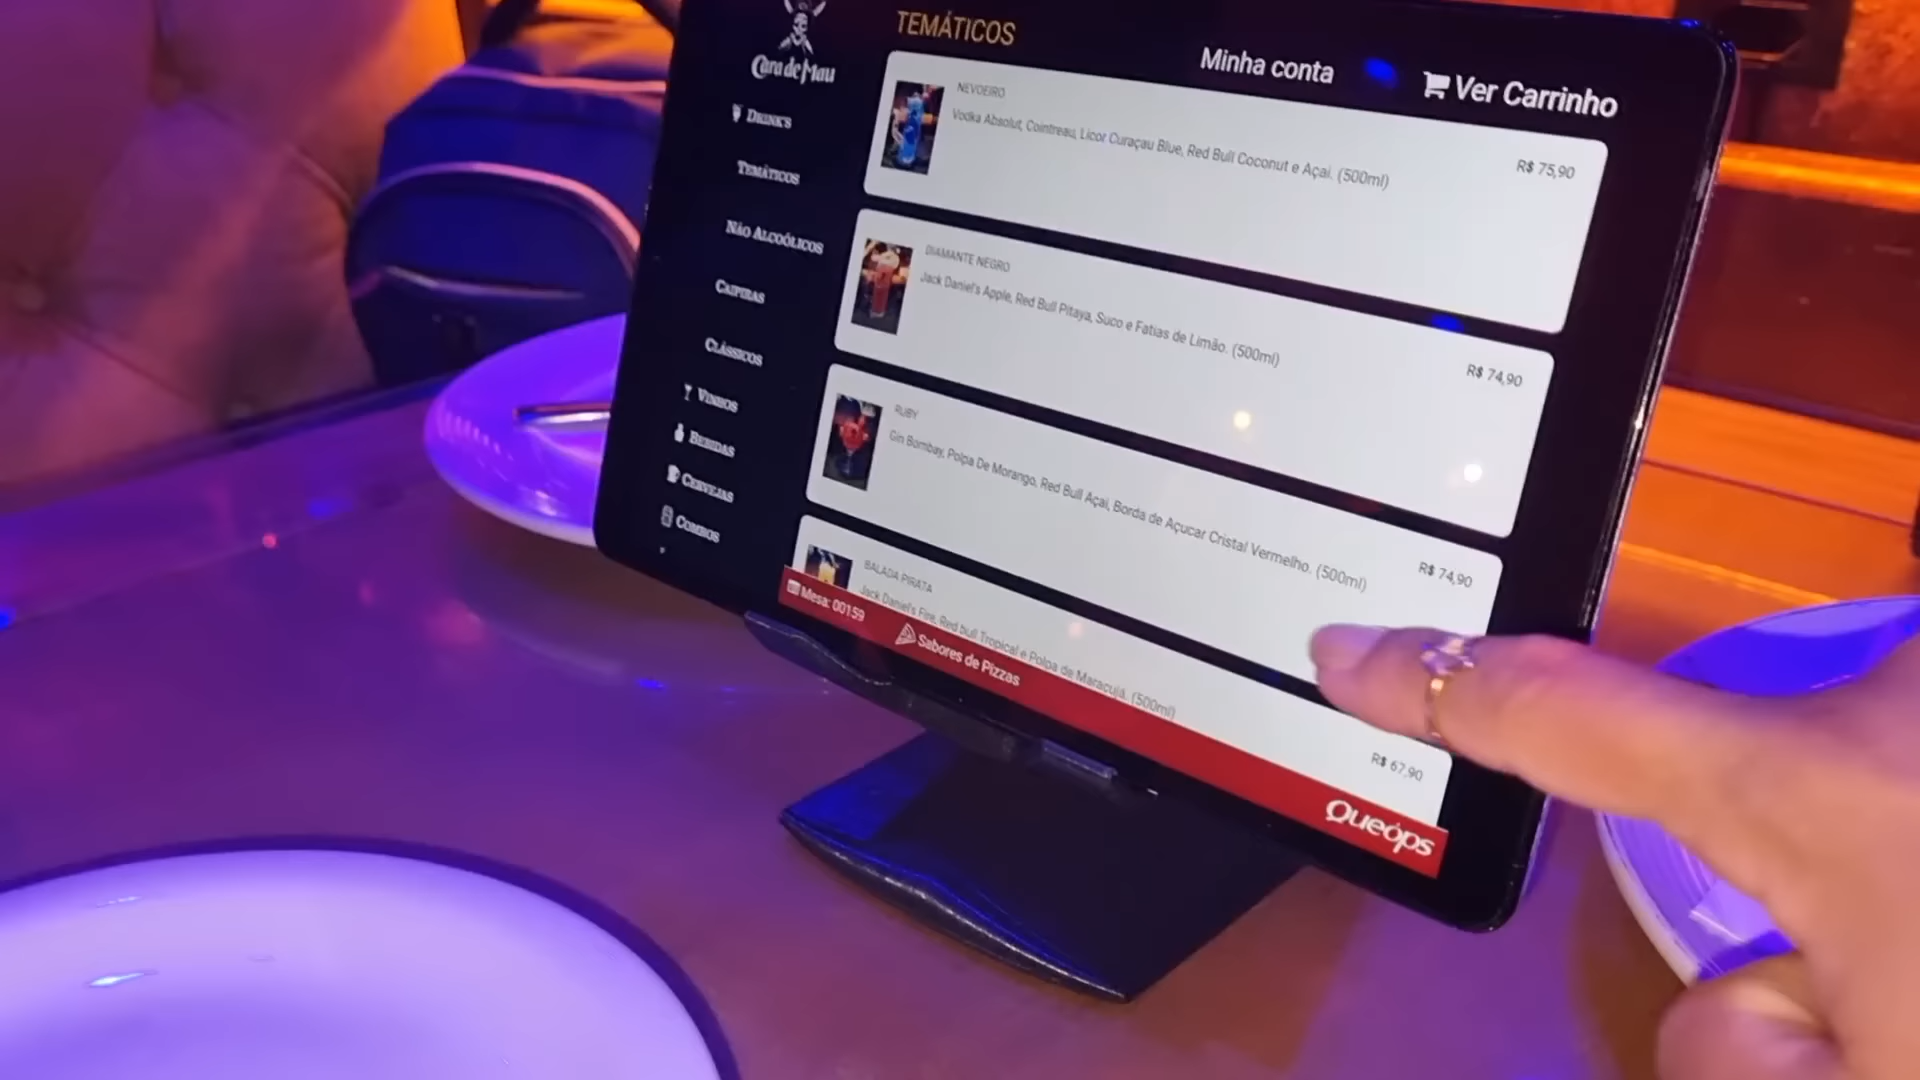 Cara de Mau
DRINK'S
TEMÁTICOS
NÃO ALCOÓLICOS
CAIPIRAS
CLÁSSICOS
VINHOS
BEBIDAS
CERVEJAS
COMBOS
TEMÁTICOS
Minha conta
Ver Carrinho
NEVOEIRO
Vodka Absolut, Cointreau, Licor Curaçau Blue, Red Bull Coconut e Açai. (500ml)
R$ 75,90
DIAMANTE NEGRO
Jack Daniel's Apple, Red Bull Pitaya, Suco e Fatias de Limão. (500ml)
R$ 74,90
RUBY
Gin Bombay, Polpa De Morango, Red Bull Açai, Borda de Açucar Cristal Vermelho. (500ml)
R$ 74,90
BALADA PIRATA
Jack Daniel's Fire, Red bull Tropical e Polpa de Maracujá. (500ml)
R$ 67,90
Mesa: 00159
Sabores de Pizzas
Queóps